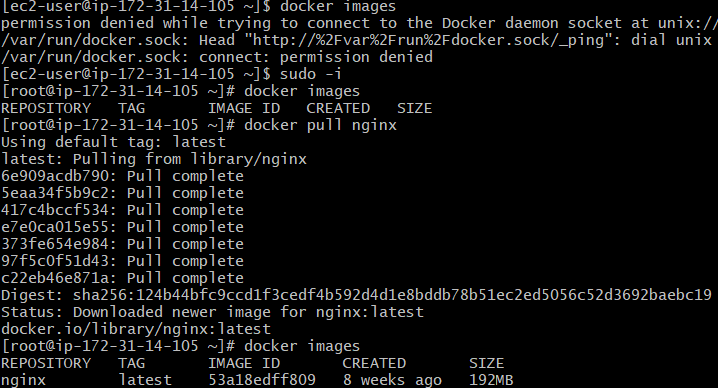 [ec2-user@ip-172-31-14-105 ~]$ docker images
permission denied while trying to connect to the Docker daemon socket at unix://
/var/run/docker.sock: Head "http://%2Fvar%2Frun%2Fdocker.sock/_ping": dial unix
/var/run/docker.sock: connect: permission denied
[ec2-user@ip-172-31-14-105 ~]$ sudo -i
[root@ip-172-31-14-105 ~]# docker images
REPOSITORY   TAG       IMAGE ID   CREATED   SIZE
[root@ip-172-31-14-105 ~]# docker pull nginx
Using default tag: latest
latest: Pulling from library/nginx
6e909acdb790: Pull complete
5eaa34f5b9c2: Pull complete
417c4bccf534: Pull complete
e7e0ca015e55: Pull complete
373fe654e984: Pull complete
97f5c0f51d43: Pull complete
c22eb46e871a: Pull complete
Digest: sha256:124b44bfc9ccd1f3cedf4b592d4d1e8bddb78b51ec2ed5056c52d3692baebc19
Status: Downloaded newer image for nginx:latest
docker.io/library/nginx:latest
[root@ip-172-31-14-105 ~]# docker images
REPOSITORY   TAG       IMAGE ID       CREATED       SIZE
nginx        latest    53a18edff809   8 weeks ago   192MB